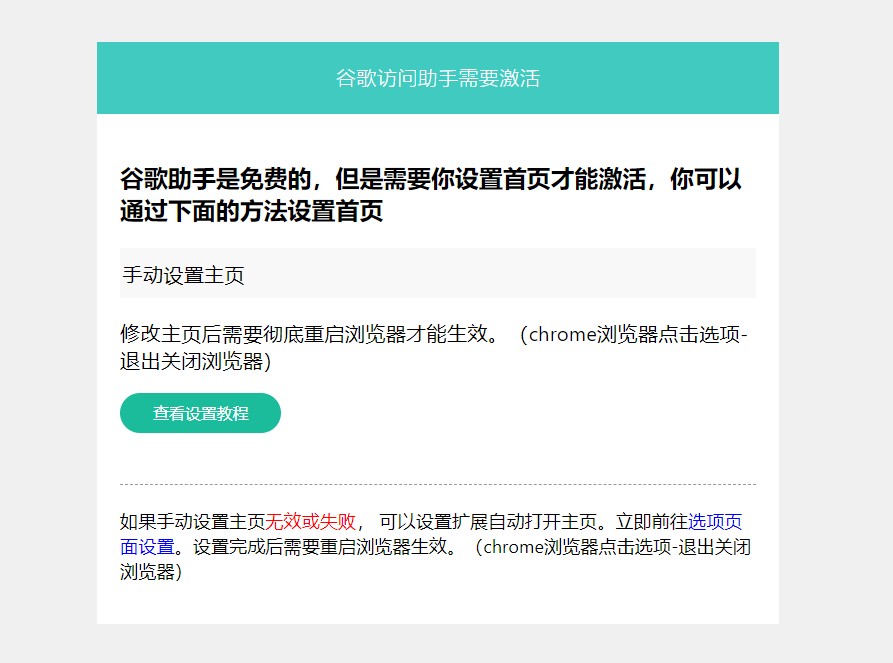 谷歌访问助手需要激活
谷歌助手是免费的，但是需要你设置首页才能激活，你可以
通过下面的方法设置首页
手动设置主页
修改主页后需要彻底重启浏览器才能生效。（chrome浏览器点击选项-
退出关闭浏览器）
查看设置教程
如果手动设置主页无效或失败， 可以设置扩展自动打开主页。立即前往选项页
面设置。设置完成后需要重启浏览器生效。（chrome浏览器点击选项-退出关闭
浏览器）